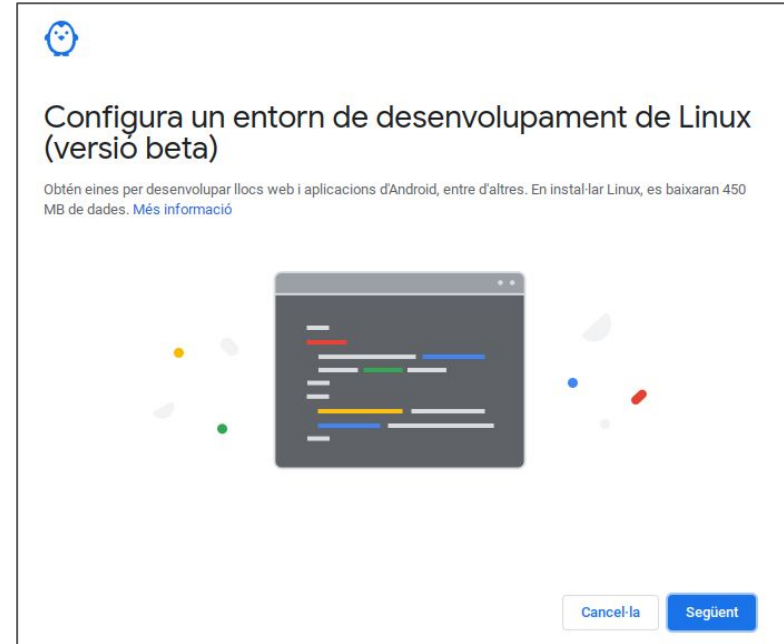 Configura un entorn de desenvolupament de Linux
(versió beta)
Obtén eines per desenvolupar llocs web i aplicacions d'Android, entre d'altres. En instal·lar Linux, es baixaran 450
MB de dades. Més informació
Cancel·la Següent